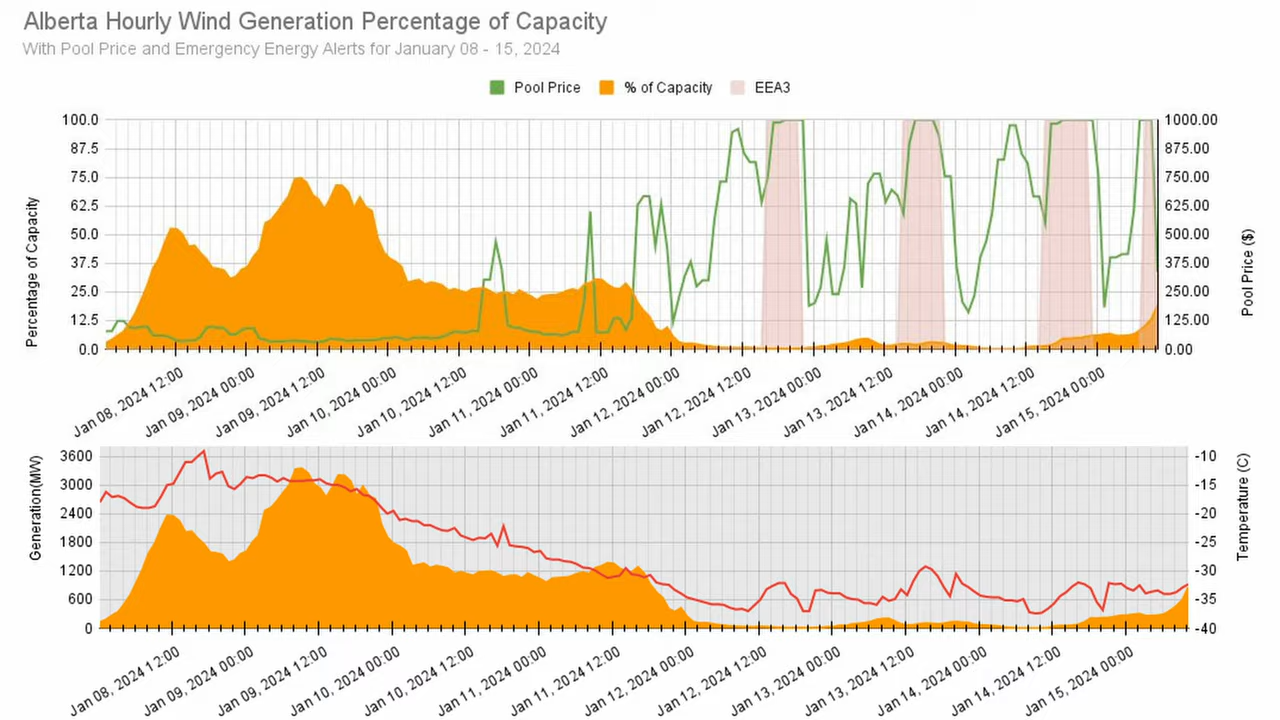 Alberta Hourly Wind Generation Percentage of Capacity
With Pool Price and Emergency Energy Alerts for January 08 - 15, 2024
Pool Price % of Capacity EEA3
Percentage of Capacity
100.0
87.5
75.0
62.5
50.0
37.5
25.0
12.5
0.0
1000.00
875.00
750.00
625.00
500.00
375.00
250.00
125.00
0.00
Pool Price ($)
Jan 08, 2024 12:00
Jan 09, 2024 00:00
Jan 09, 2024 12:00
Jan 10, 2024 00:00
Jan 10, 2024 12:00
Jan 11, 2024 00:00
Jan 11, 2024 12:00
Jan 12, 2024 00:00
Jan 12, 2024 12:00
Jan 13, 2024 00:00
Jan 13, 2024 12:00
Jan 14, 2024 00:00
Jan 14, 2024 12:00
Jan 15, 2024 00:00
Generation(MW)
3600
3000
2400
1800
1200
600
0
-10
-15
-20
-25
-30
-35
-40
Temperature (C)
Jan 08, 2024 12:00
Jan 09, 2024 00:00
Jan 09, 2024 12:00
Jan 10, 2024 00:00
Jan 10, 2024 12:00
Jan 11, 2024 00:00
Jan 11, 2024 12:00
Jan 12, 2024 00:00
Jan 12, 2024 12:00
Jan 13, 2024 00:00
Jan 13, 2024 12:00
Jan 14, 2024 00:00
Jan 14, 2024 12:00
Jan 15, 2024 00:00